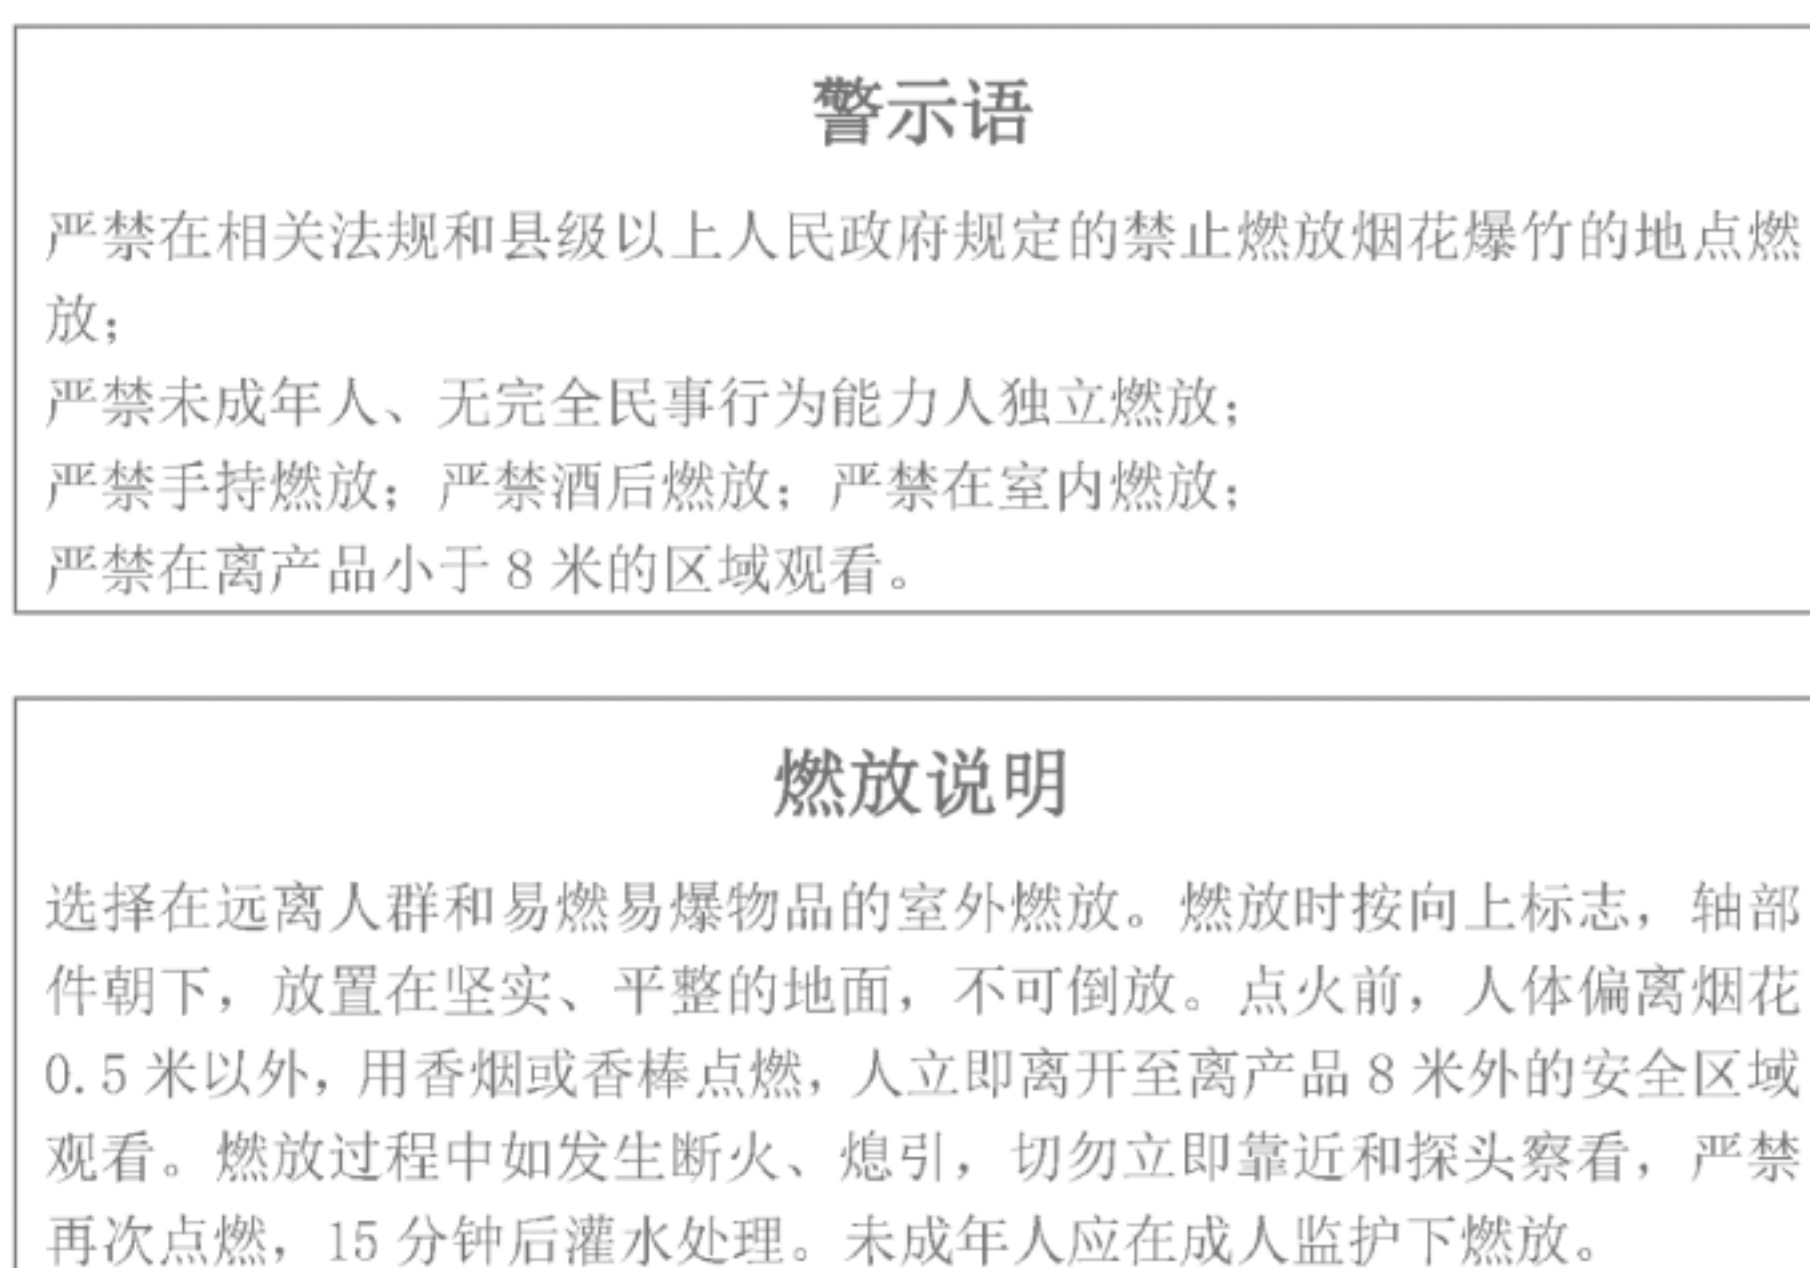 警示语
严禁在相关法规和县级以上人民政府规定的禁止燃放烟花爆竹的地点燃
放；
严禁未成年人、无完全民事行为能力人独立燃放；
严禁手持燃放；严禁酒后燃放；严禁在室内燃放；
严禁在离产品小于 8 米的区域观看。
燃放说明
选择在远离人群和易燃易爆物品的室外燃放。燃放时按向上标志，轴部
件朝下，放置在坚实、平整的地面，不可倒放。点火前，人体偏离烟花
0.5 米以外，用香烟或香棒点燃，人立即离开至离产品 8 米外的安全区域
观看。燃放过程中如发生断火、熄引，切勿立即靠近和探头察看，严禁
再次点燃，15 分钟后灌水处理。未成年人应在成人监护下燃放。